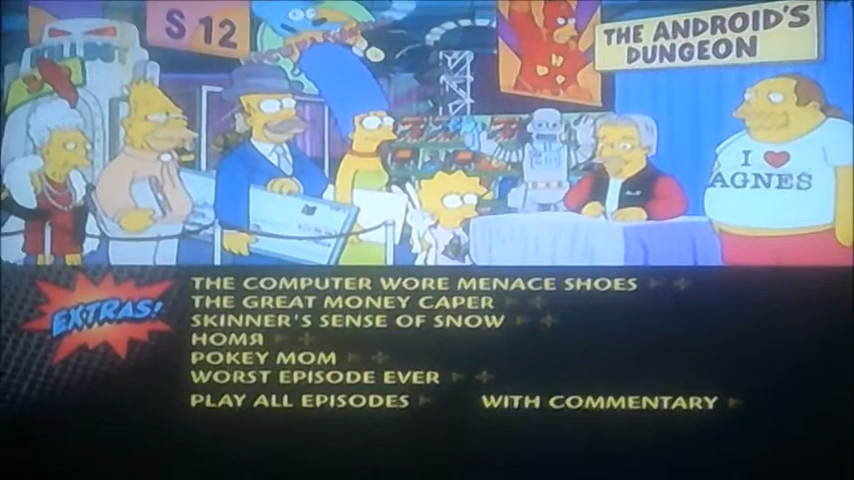 S 12
THE ANDROID'S
DUNGEON
I ❤ 
AGNES
EXTRAS!
THE COMPUTER WORE MENACE SHOES
THE GREAT MONEY CAPER
SKINNER'S SENSE OF SNOW
HOMЯ
POKEY MOM
WORST EPISODE EVER
PLAY ALL EPISODES
WITH COMMENTARY